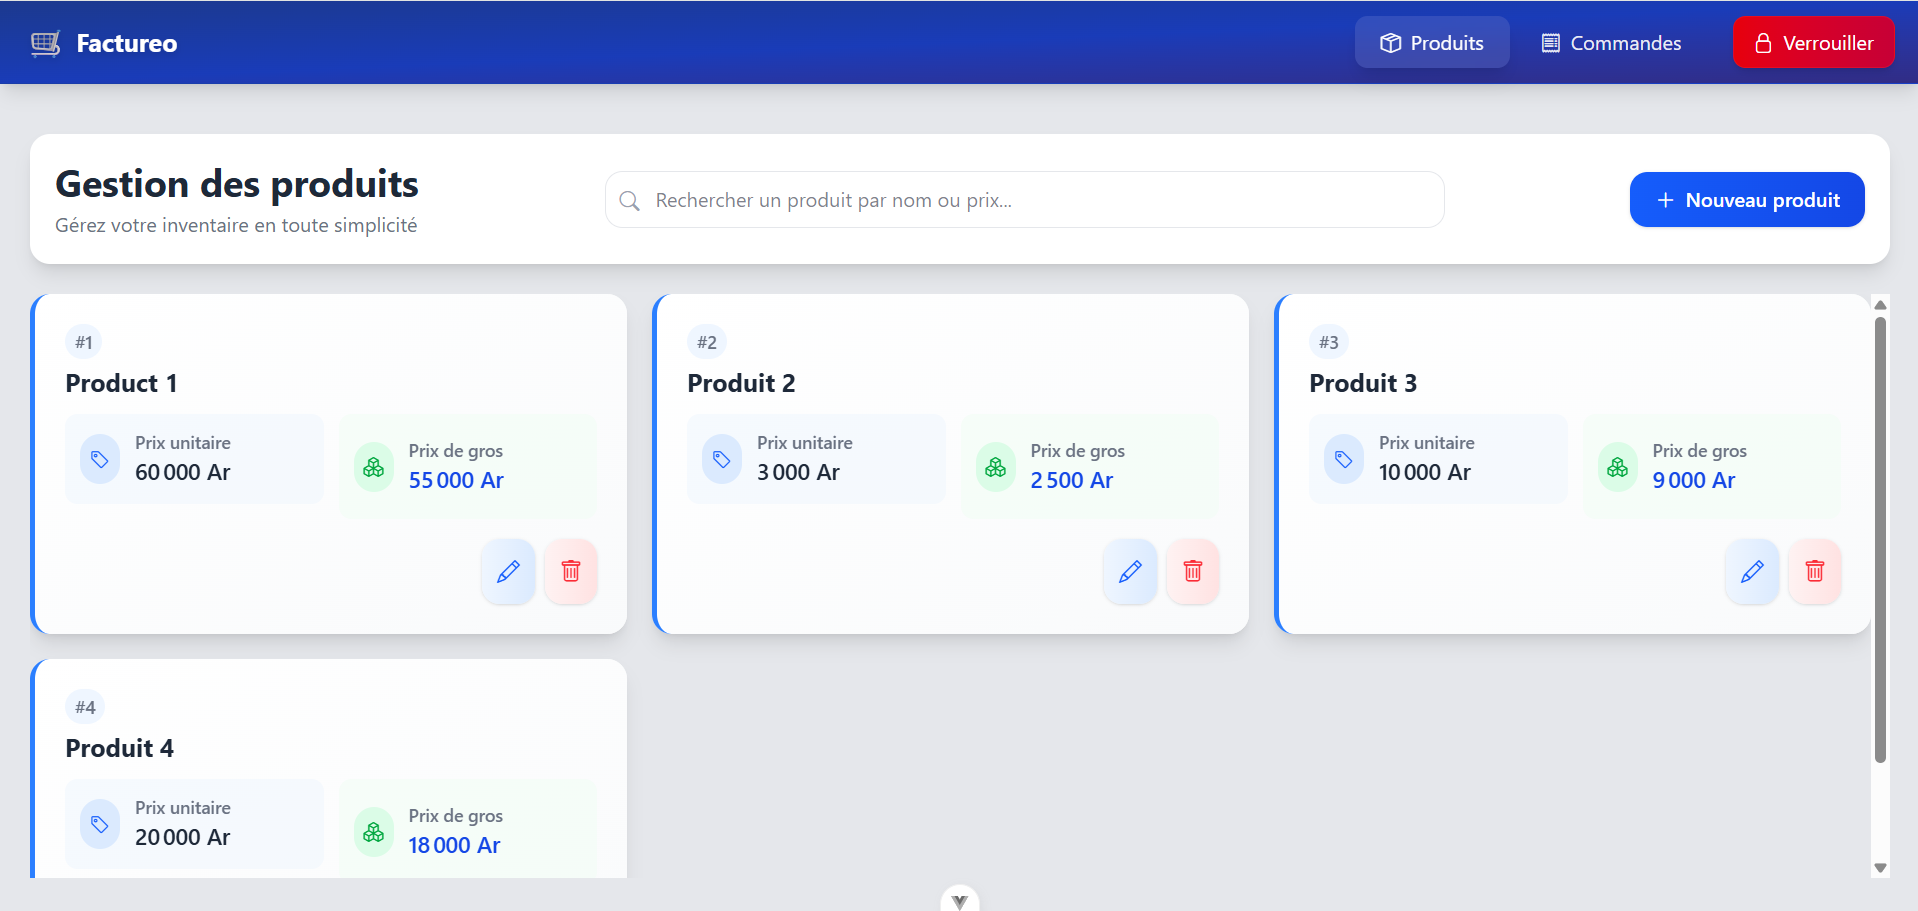 Factureo
Produits
Commandes
Verrouiller
Gestion des produits
Gérez votre inventaire en toute simplicité
Rechercher un produit par nom ou prix...
Nouveau produit
#1
Product 1
Prix unitaire
60 000 Ar
Prix de gros
55 000 Ar
#2
Produit 2
Prix unitaire
3 000 Ar
Prix de gros
2 500 Ar
#3
Produit 3
Prix unitaire
10 000 Ar
Prix de gros
9 000 Ar
#4
Produit 4
Prix unitaire
20 000 Ar
Prix de gros
18 000 Ar